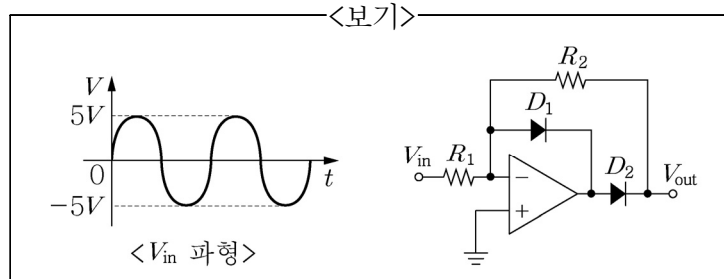 <보기>
V
5V
0
t
−5V
<Vin 파형>
R2
D1
Vin
R1
D2
Vout
−
+